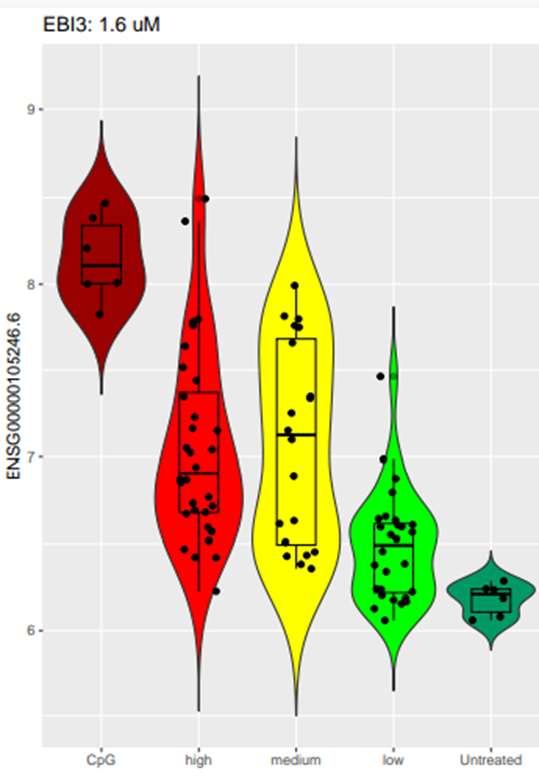 EBI3: 1.6 uM
ENSG00000105246.6
9
8
7
6
CpG
high
medium
low
Untreated